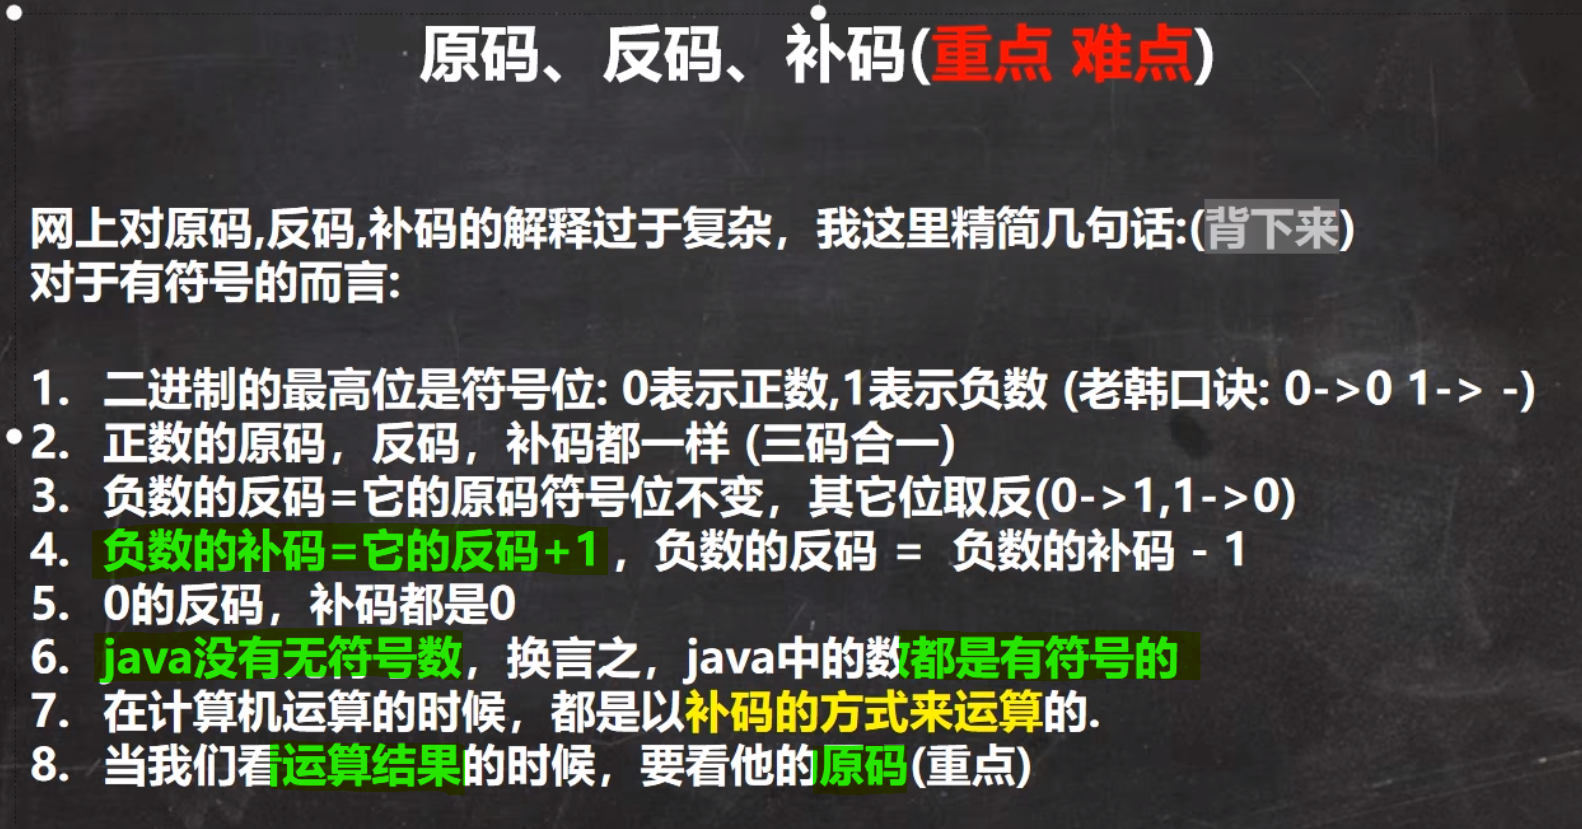 原码、反码、补码(重点 难点)
网上对原码,反码,补码的解释过于复杂，我这里精简几句话:(背下来)
对于有符号的而言:
1. 二进制的最高位是符号位: 0表示正数,1表示负数 (老韩口诀: 0->0 1-> -)
2. 正数的原码，反码，补码都一样 (三码合一)
3. 负数的反码=它的原码符号位不变，其它位取反(0->1,1->0)
4. 负数的补码=它的反码+1，负数的反码 = 负数的补码 - 1
5. 0的反码，补码都是0
6. java没有无符号数，换言之，java中的数都是有符号的
7. 在计算机运算的时候，都是以补码的方式来运算的.
8. 当我们看运算结果的时候，要看他的原码(重点)